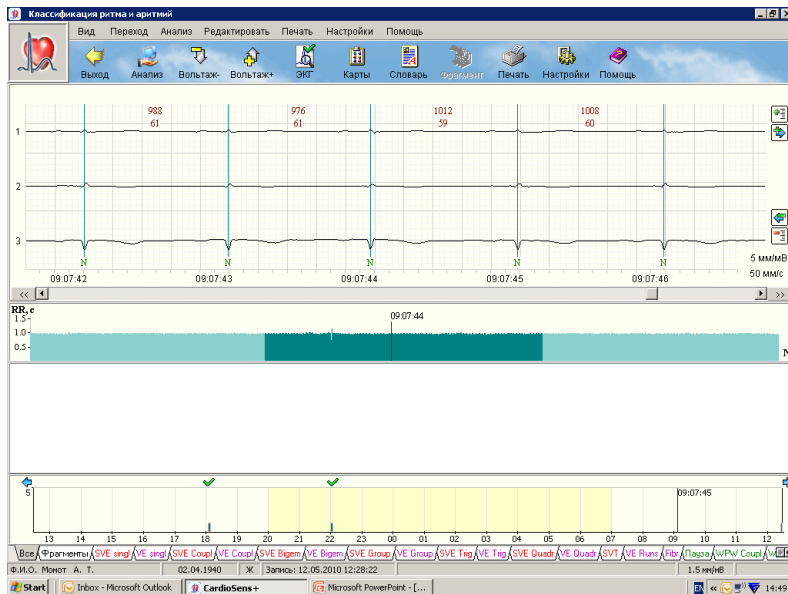 Классификация ритма и аритмий
Вид Переход Анализ Редактировать Печать Настройки Помощь
Выход Анализ Вольтаж- Вольтаж+ ЭКГ Карты Словарь Фрагмент Печать Настройки Помощь
988 976 1012 1008
61 61 59 60
1
2
3
N N N N N
5 мм/мВ
09:07:42 09:07:43 09:07:44 09:07:45 09:07:46
50 мм/с
<< >>
RR,с
1.5-
09:07:44
0.5-
N
5
09:07:45
13 14 15 16 17 18 19 20 21 22 23 00 01 02 03 04 05 06 07 08 09 10 11 12
Все Фрагменты SVE singl VE singl SVE Coupl VE Coupl SVE Bigem VE Bigem SVE Group VE Group SVE Trig VE Trig SVE Quadr VE Quadr SVT VE Runs Fibr Пауза WPW Coupl
Ф.И.О. Монот А. Т. 02.04.1940 Ж Запись: 12.05.2010 12:28:22 1.5 мм/мВ
Start Inbox - Microsoft Outlook CardioSens+ Microsoft PowerPoint - [... EN « 14:49